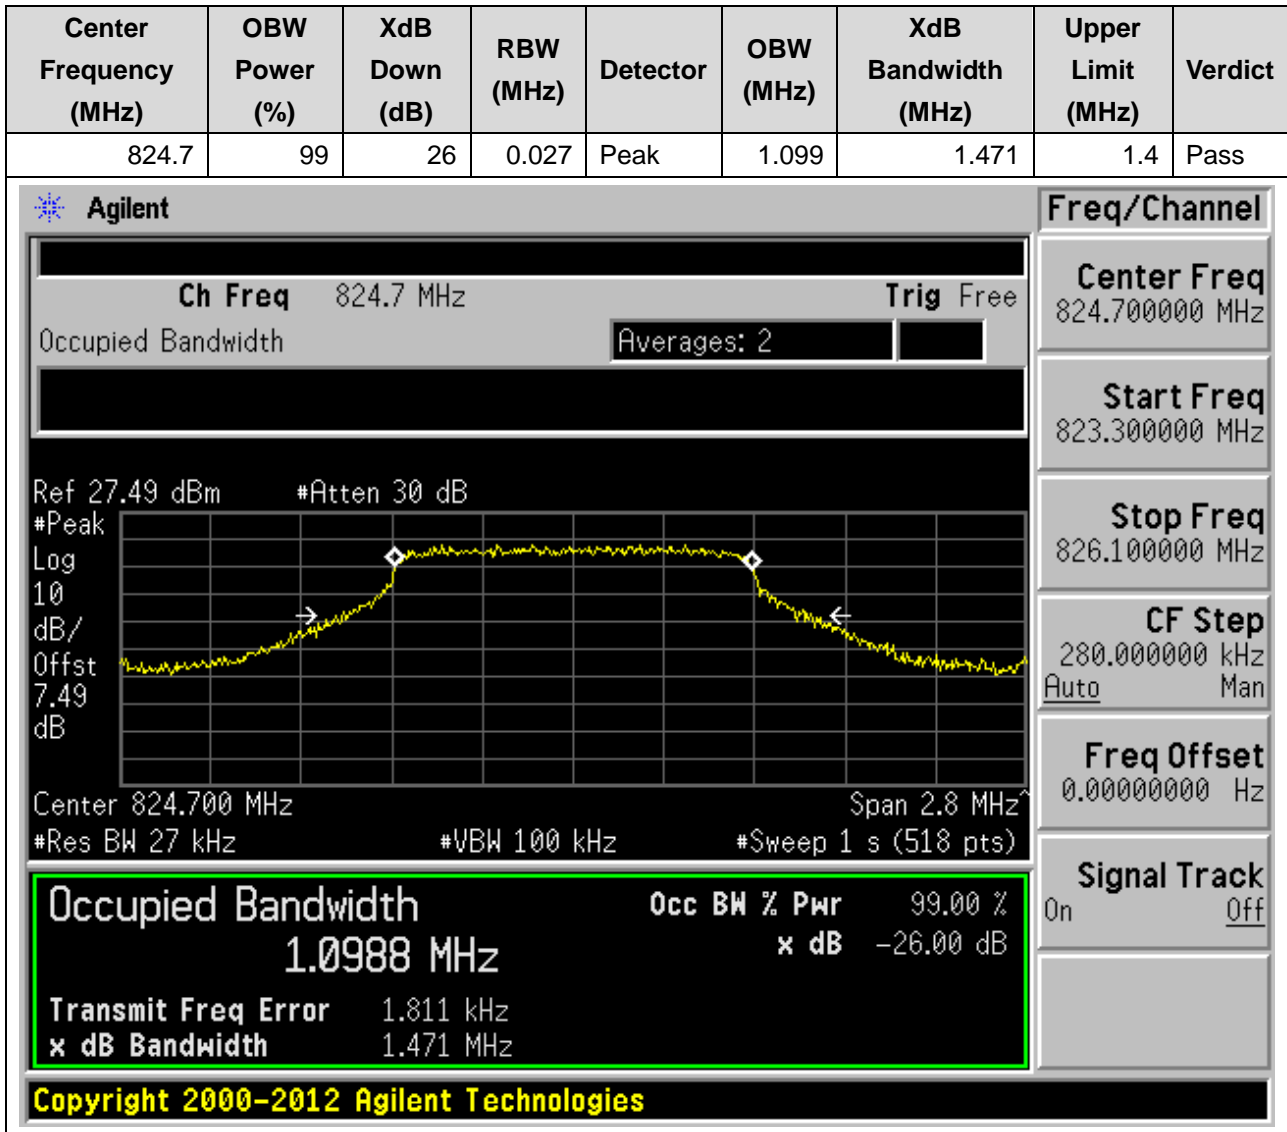 Center Frequency (MHz) OBW Power (%) XdB Down (dB) RBW (MHz) Detector OBW (MHz) XdB Bandwidth (MHz) Upper Limit (MHz) Verdict
824.7 99 26 0.027 Peak 1.099 1.471 1.4 Pass
Agilent
Freq/Channel
Ch Freq 824.7 MHz Trig Free
Occupied Bandwidth Averages: 2
Center Freq
824.700000 MHz
Start Freq
823.300000 MHz
Stop Freq
826.100000 MHz
CF Step
280.000000 kHz
Auto Man
Freq Offset
0.00000000 Hz
Signal Track
On Off
Ref 27.49 dBm #Atten 30 dB
#Peak
Log
10
dB/
Offst
7.49
dB
Center 824.700 MHz Span 2.8 MHz^
#Res BW 27 kHz #VBW 100 kHz #Sweep 1 s (518 pts)
Occupied Bandwidth Occ BW % Pwr 99.00 %
1.0988 MHz x dB -26.00 dB
Transmit Freq Error 1.811 kHz
x dB Bandwidth 1.471 MHz
Copyright 2000-2012 Agilent Technologies